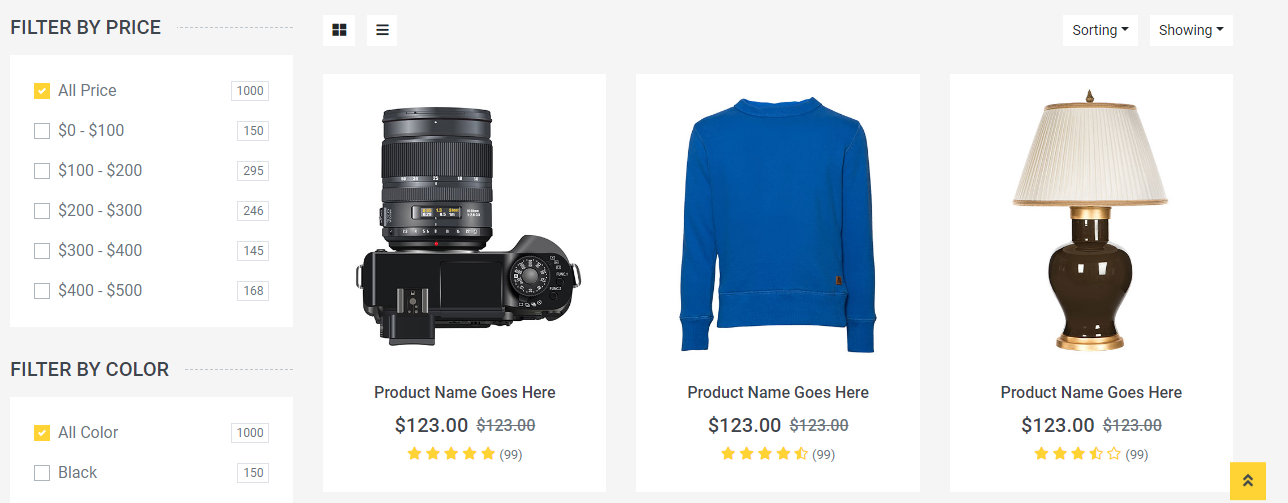 FILTER BY PRICE
All Price 1000
$0 - $100 150
$100 - $200 295
$200 - $300 246
$300 - $400 145
$400 - $500 168
FILTER BY COLOR
All Color 1000
Black 150
Sorting Showing
Product Name Goes Here
$123.00 $123.00
(99)
Product Name Goes Here
$123.00 $123.00
(99)
Product Name Goes Here
$123.00 $123.00
(99)